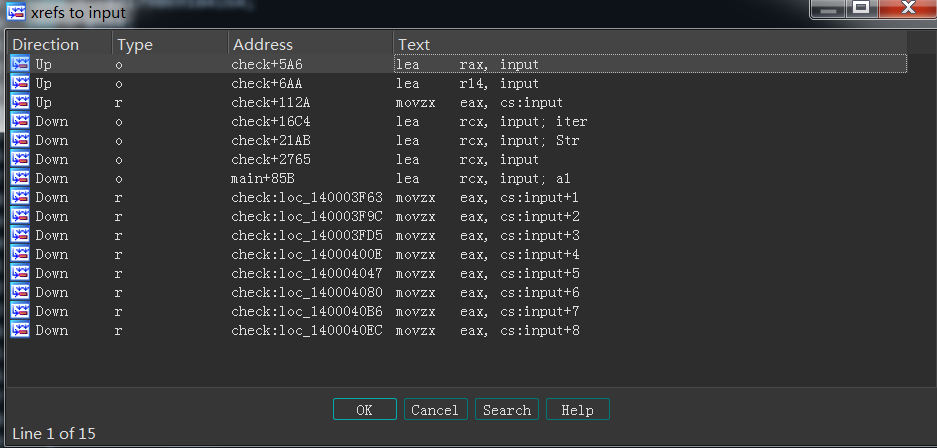 xrefs to input
Direction Type Address Text
Up o check+5A6 lea rax, input
Up o check+6AA lea r14, input
Up r check+112A movzx eax, cs:input
Down o check+16C4 lea rcx, input; iter
Down o check+21AB lea rcx, input; Str
Down o check+2765 lea rcx, input
Down o main+85B lea rcx, input; a1
Down r check:loc_140003F63 movzx eax, cs:input+1
Down r check:loc_140003F9C movzx eax, cs:input+2
Down r check:loc_140003FD5 movzx eax, cs:input+3
Down r check:loc_14000400E movzx eax, cs:input+4
Down r check:loc_140004047 movzx eax, cs:input+5
Down r check:loc_140004080 movzx eax, cs:input+6
Down r check:loc_1400040B6 movzx eax, cs:input+7
Down r check:loc_1400040EC movzx eax, cs:input+8
OK Cancel Search Help
Line 1 of 15